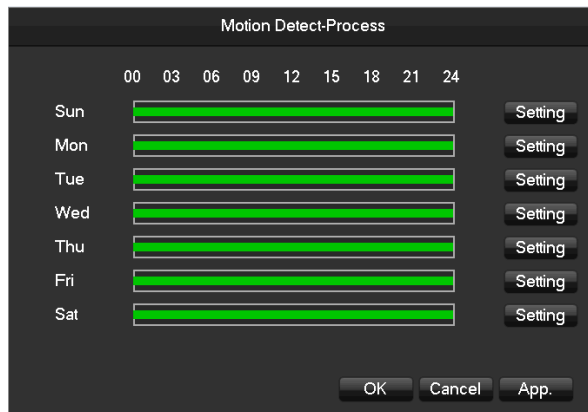 Motion Detect-Process
00 03 06 09 12 15 18 21 24
Sun Setting
Mon Setting
Tue Setting
Wed Setting
Thu Setting
Fri Setting
Sat Setting
OK Cancel App.